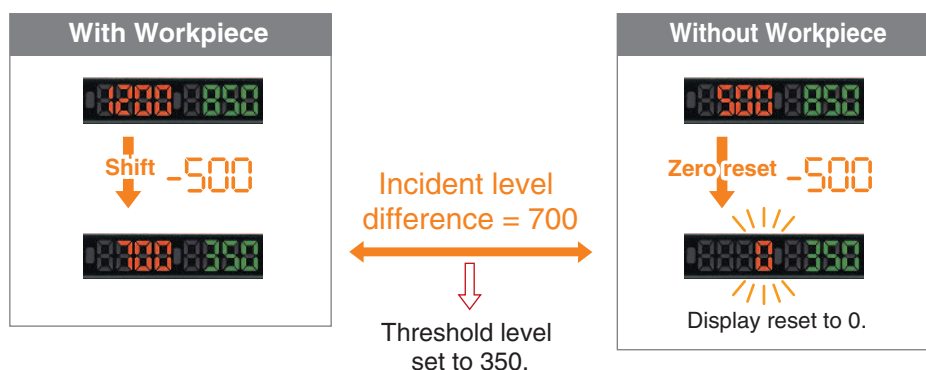 With Workpiece
1200 850
Shift -500
700 350
Incident level
difference = 700
Threshold level
set to 350.
Without Workpiece
500 850
Zero reset -500
0 350
Display reset to 0.